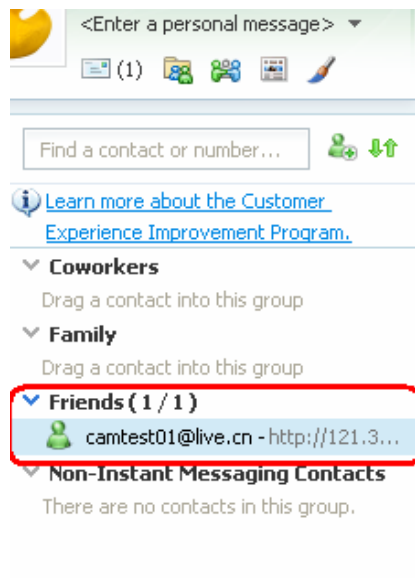 <Enter a personal message>
(1)
Find a contact or number...
Learn more about the Customer
Experience Improvement Program.
Coworkers
Drag a contact into this group
Family
Drag a contact into this group
Friends ( 1 / 1 )
camtest01@live.cn - http://121.3...
Non-Instant Messaging Contacts
There are no contacts in this group.